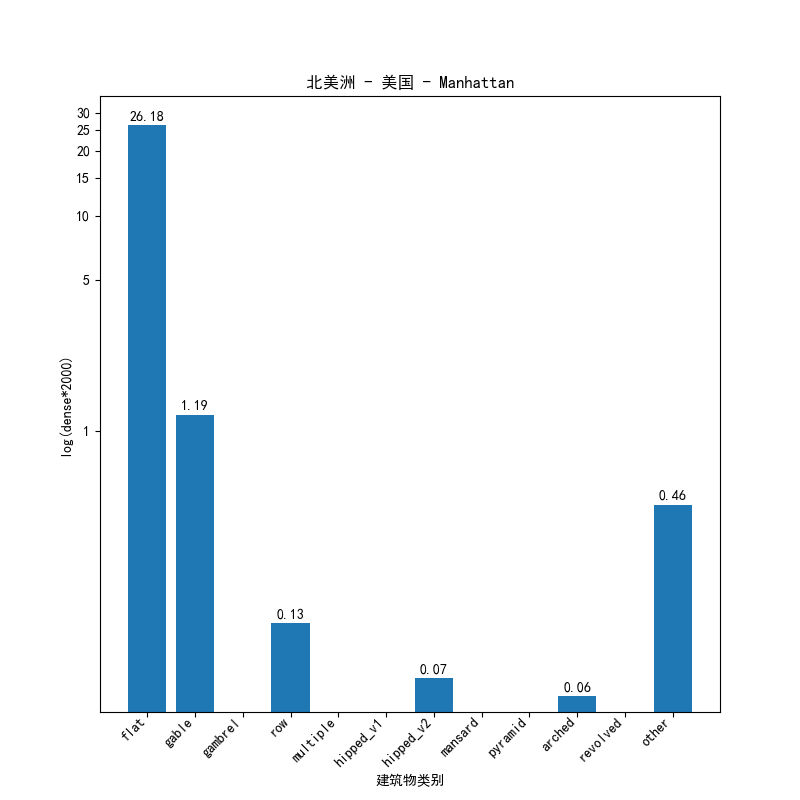 北美洲 - 美国 - Manhattan
30
25
20
15
10
5
1
log(dense*2000)
26.18
1.19
0.13
0.07
0.06
0.46
flat
gable
gambrel
row
multiple
hipped_v1
hipped_v2
mansard
pyramid
arched
revolved
other
建筑物类别